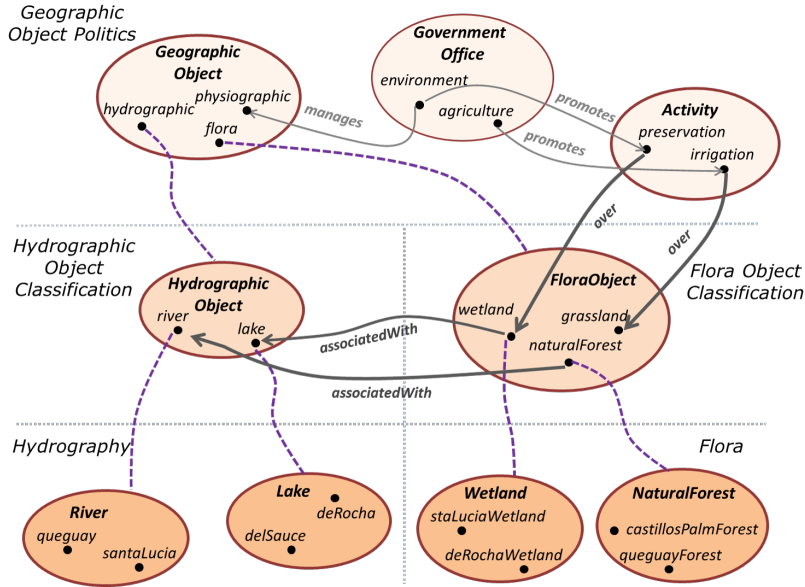 Geographic
Object Politics
Geographic
Object
hydrographic
physiographic
flora
Government
Office
environment
agriculture
manages
promotes
promotes
Activity
preservation
irrigation
over
over
Hydrographic
Object
Classification
Hydrographic
Object
river
lake
associatedWith
associatedWith
FloraObject
wetland
grassland
naturalForest
Flora Object
Classification
Hydrography
River
queguay
santaLucia
Lake
deRocha
delSauce
Flora
Wetland
staLuciaWetland
deRochaWetland
NaturalForest
castillosPalmForest
queguayForest